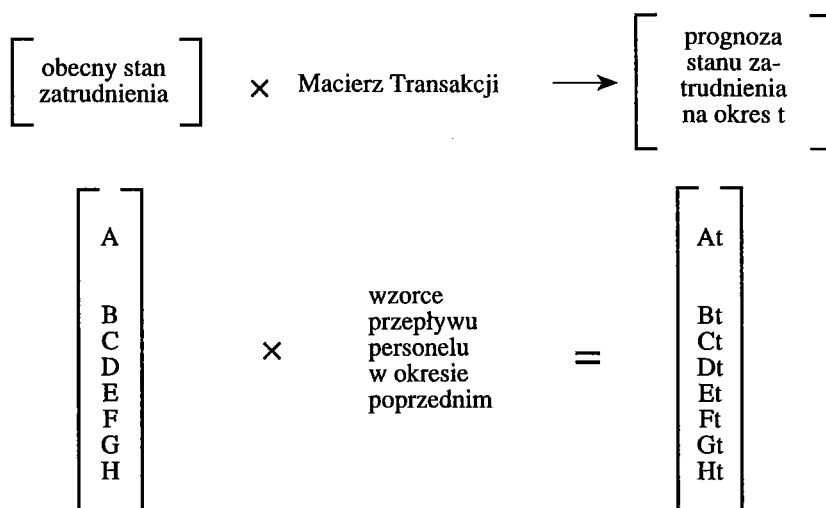 obecny stan
zatrudnienia
×
Macierz Transakcji
prognoza
stanu za-
trudnienia
na okres t
A
B
C
D
E
F
G
H
×
wzorce
przepływu
personelu
w okresie
poprzednim
=
At
Bt
Ct
Dt
Et
Ft
Gt
Ht